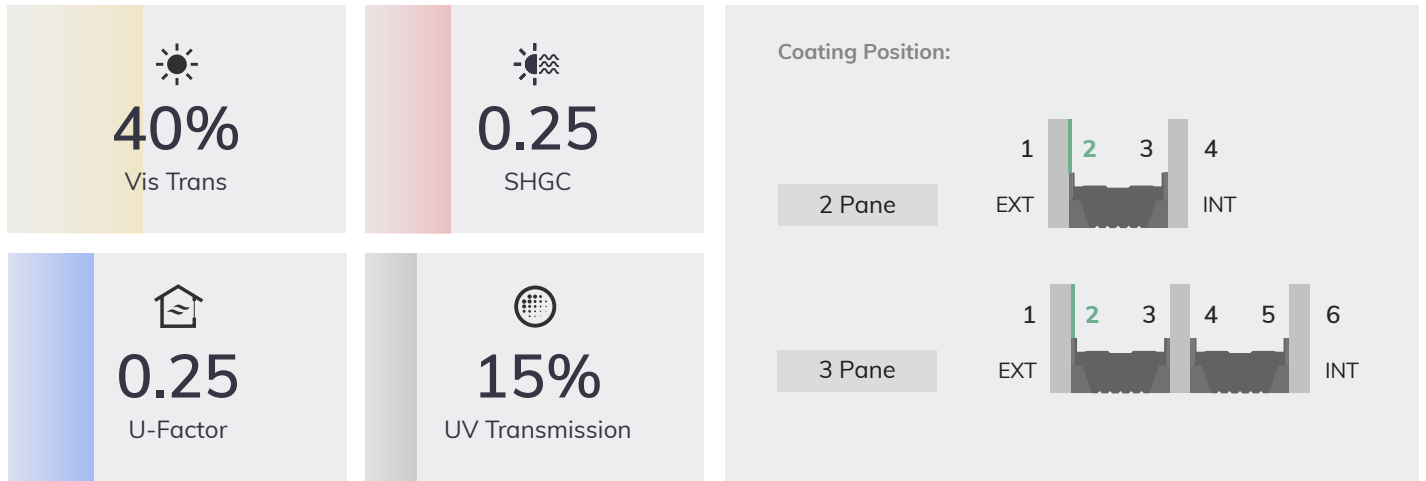 40%
Vis Trans
0.25
SHGC
0.25
U-Factor
15%
UV Transmission
Coating Position:
1 2 3 4
2 Pane EXT INT
1 2 3 4 5 6
3 Pane EXT INT